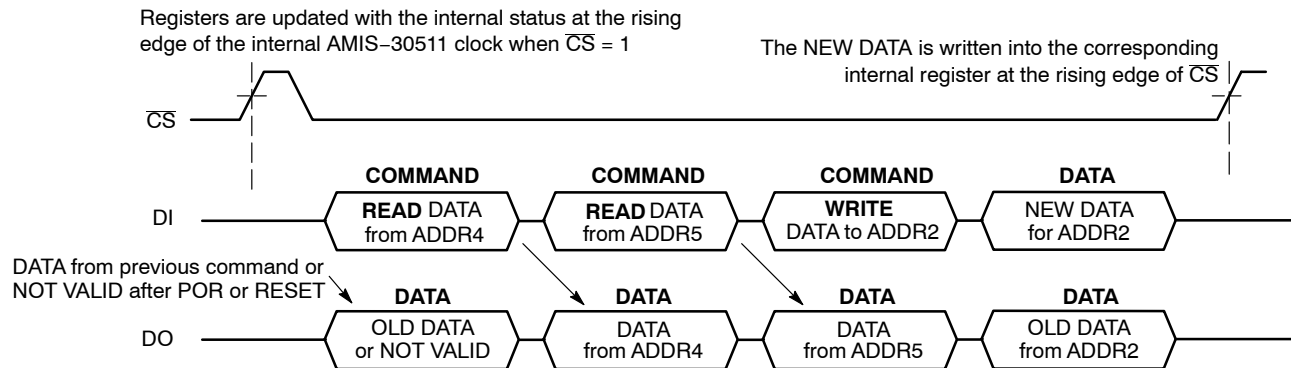 Registers are updated with the internal status at the rising
edge of the internal AMIS−30511 clock when C̅S̅ = 1
The NEW DATA is written into the corresponding
internal register at the rising edge of C̅S̅
C̅S̅
COMMAND COMMAND COMMAND DATA
DI
READ DATA
from ADDR4
READ DATA
from ADDR5
WRITE
DATA to ADDR2
NEW DATA
for ADDR2
DATA from previous command or
NOT VALID after POR or RESET
DATA DATA DATA DATA
DO
OLD DATA
or NOT VALID
DATA
from ADDR4
DATA
from ADDR5
OLD DATA
from ADDR2